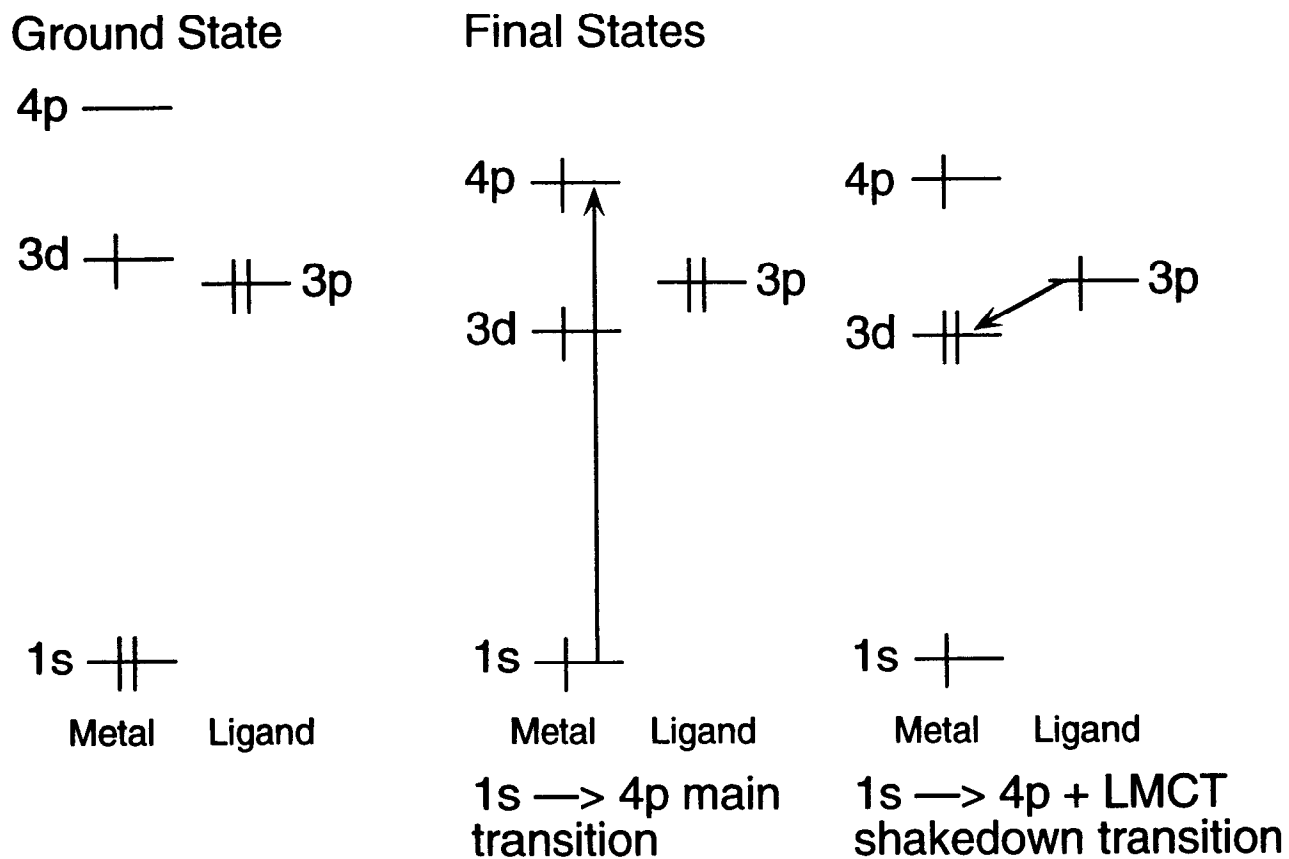 Ground State
Final States
4p
3d
3p
1s
Metal
Ligand
4p
3d
3p
1s
Metal
Ligand
1s —> 4p main
transition
4p
3d
3p
1s
Metal
Ligand
1s —> 4p + LMCT
shakedown transition